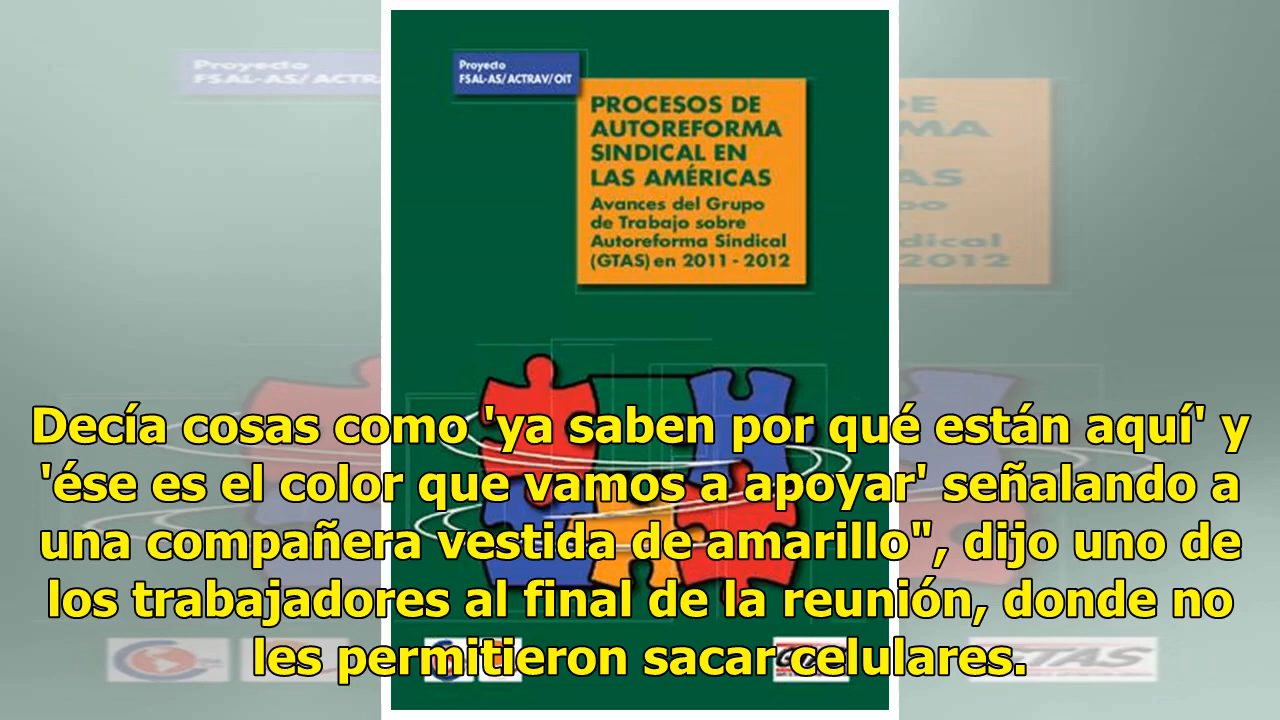 Proyecto
FSAL-AS/ACTRAV/OIT
PROCESOS DE
AUTOREFORMA
SINDICAL EN
LAS AMÉRICAS
Avances del Grupo
de Trabajo sobre
Autoreforma Sindical
(GTAS) en 2011 - 2012
Decía cosas como 'ya saben por qué están aquí' y
'ése es el color que vamos a apoyar' señalando a
una compañera vestida de amarillo", dijo uno de
los trabajadores al final de la reunión, donde no
les permitieron sacar celulares.